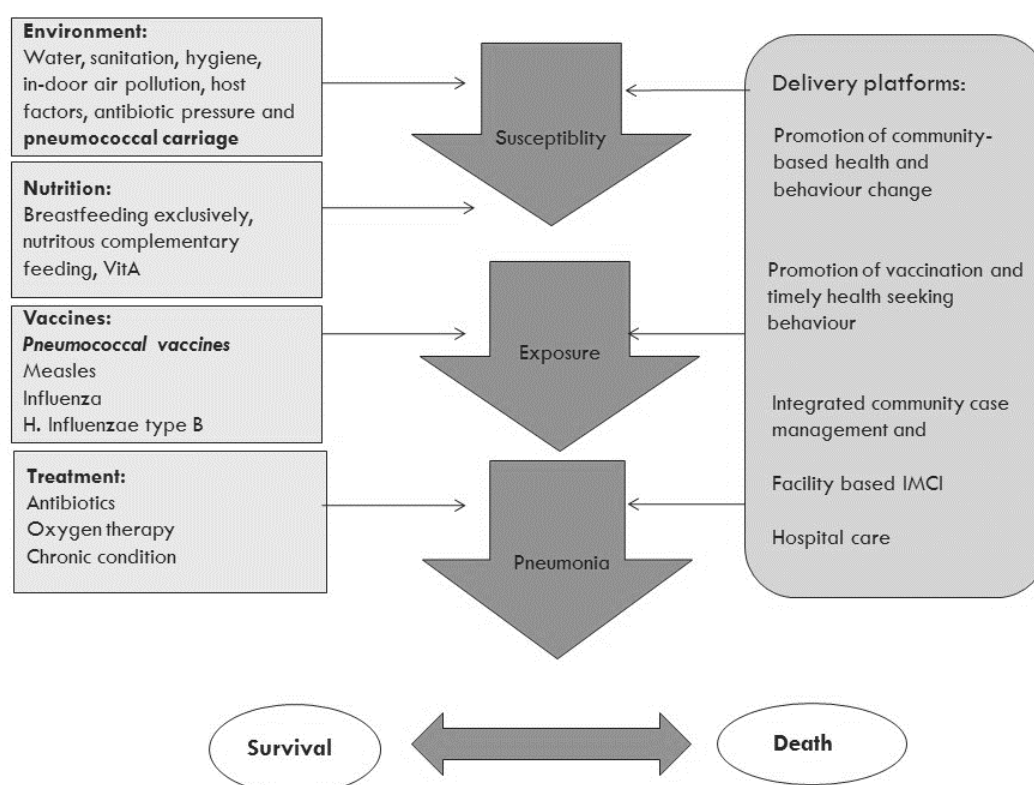 Environment:
Water, sanitation, hygiene,
in-door air pollution, host
factors, antibiotic pressure and
pneumococcal carriage
Nutrition:
Breastfeeding exclusively,
nutritous complementary
feeding, VitA
Vaccines:
Pneumococcal vaccines
Measles
Influenza
H. Influenzae type B
Treatment:
Antibiotics
Oxygen therapy
Chronic condition
Susceptiblity
Exposure
Pneumonia
Delivery platforms:
Promotion of community-
based health and
behaviour change
Promotion of vaccination and
timely health seeking
behaviour
Integrated community case
management and
Facility based IMCI
Hospital care
Survival
Death